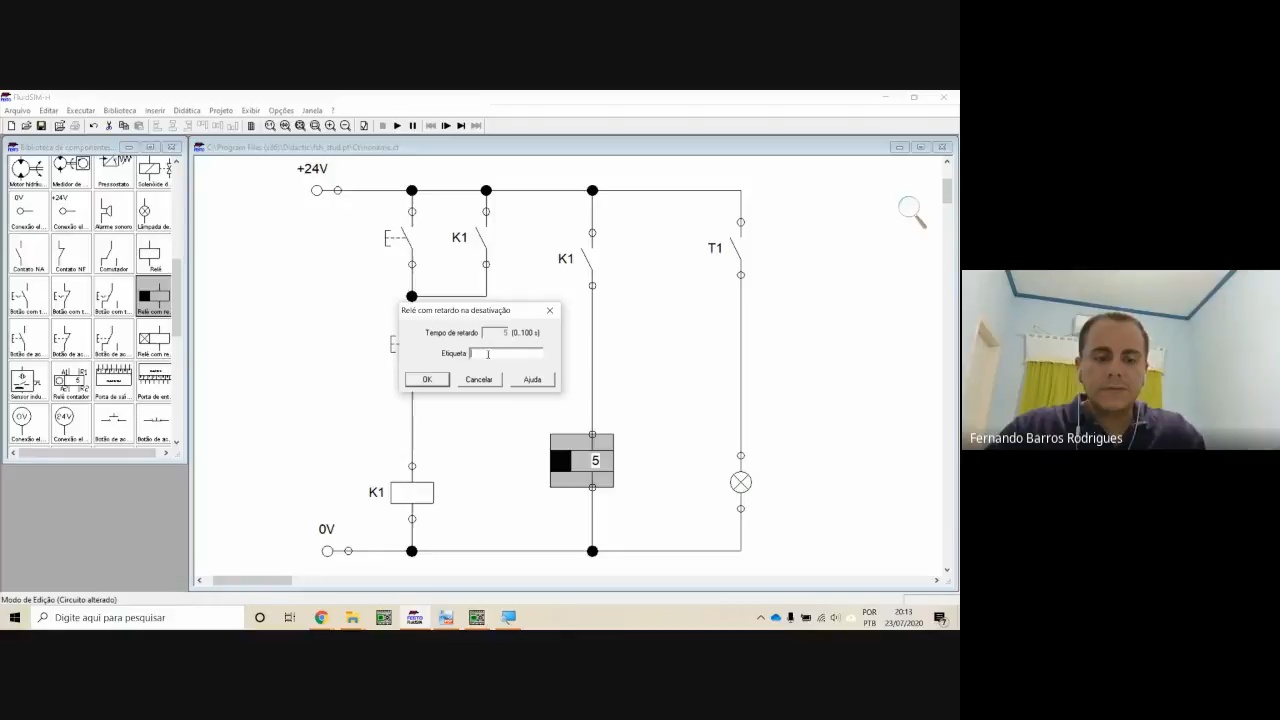 FluidSIM-H
Arquivo Editar Executar Biblioteca Inserir Didática Projeto Exibir Opções Janela ?
Biblioteca de componentes
Motor hidráu. Medidor de Pressostato Solenóide d
0V +24V
Conexão el Conexão el Alarme sonoro Lâmpada de
Contato NA Contato NF Comutador Relé
Botão com t Botão com t Botão com t Relé com re
Botão de ac Botão de ac Botão de ac Relé com re
A1 R1
5
A2 R2
Sensor indu Relé contador Porta de saí Porta de ent
0V 24V
Conexão el Conexão el Botão de ac Botão de ac
+24V
K1
K1
T1
Relé com retardo na desativação
Tempo de retardo 5 (0..100 s)
Etiqueta
OK Cancelar Ajuda
5
K1
0V
Modo de Edição (Circuito alterado)
Digite aqui para pesquisar
FESTO
POR
PTB
20:13
23/07/2020
Fernando Barros Rodrigues